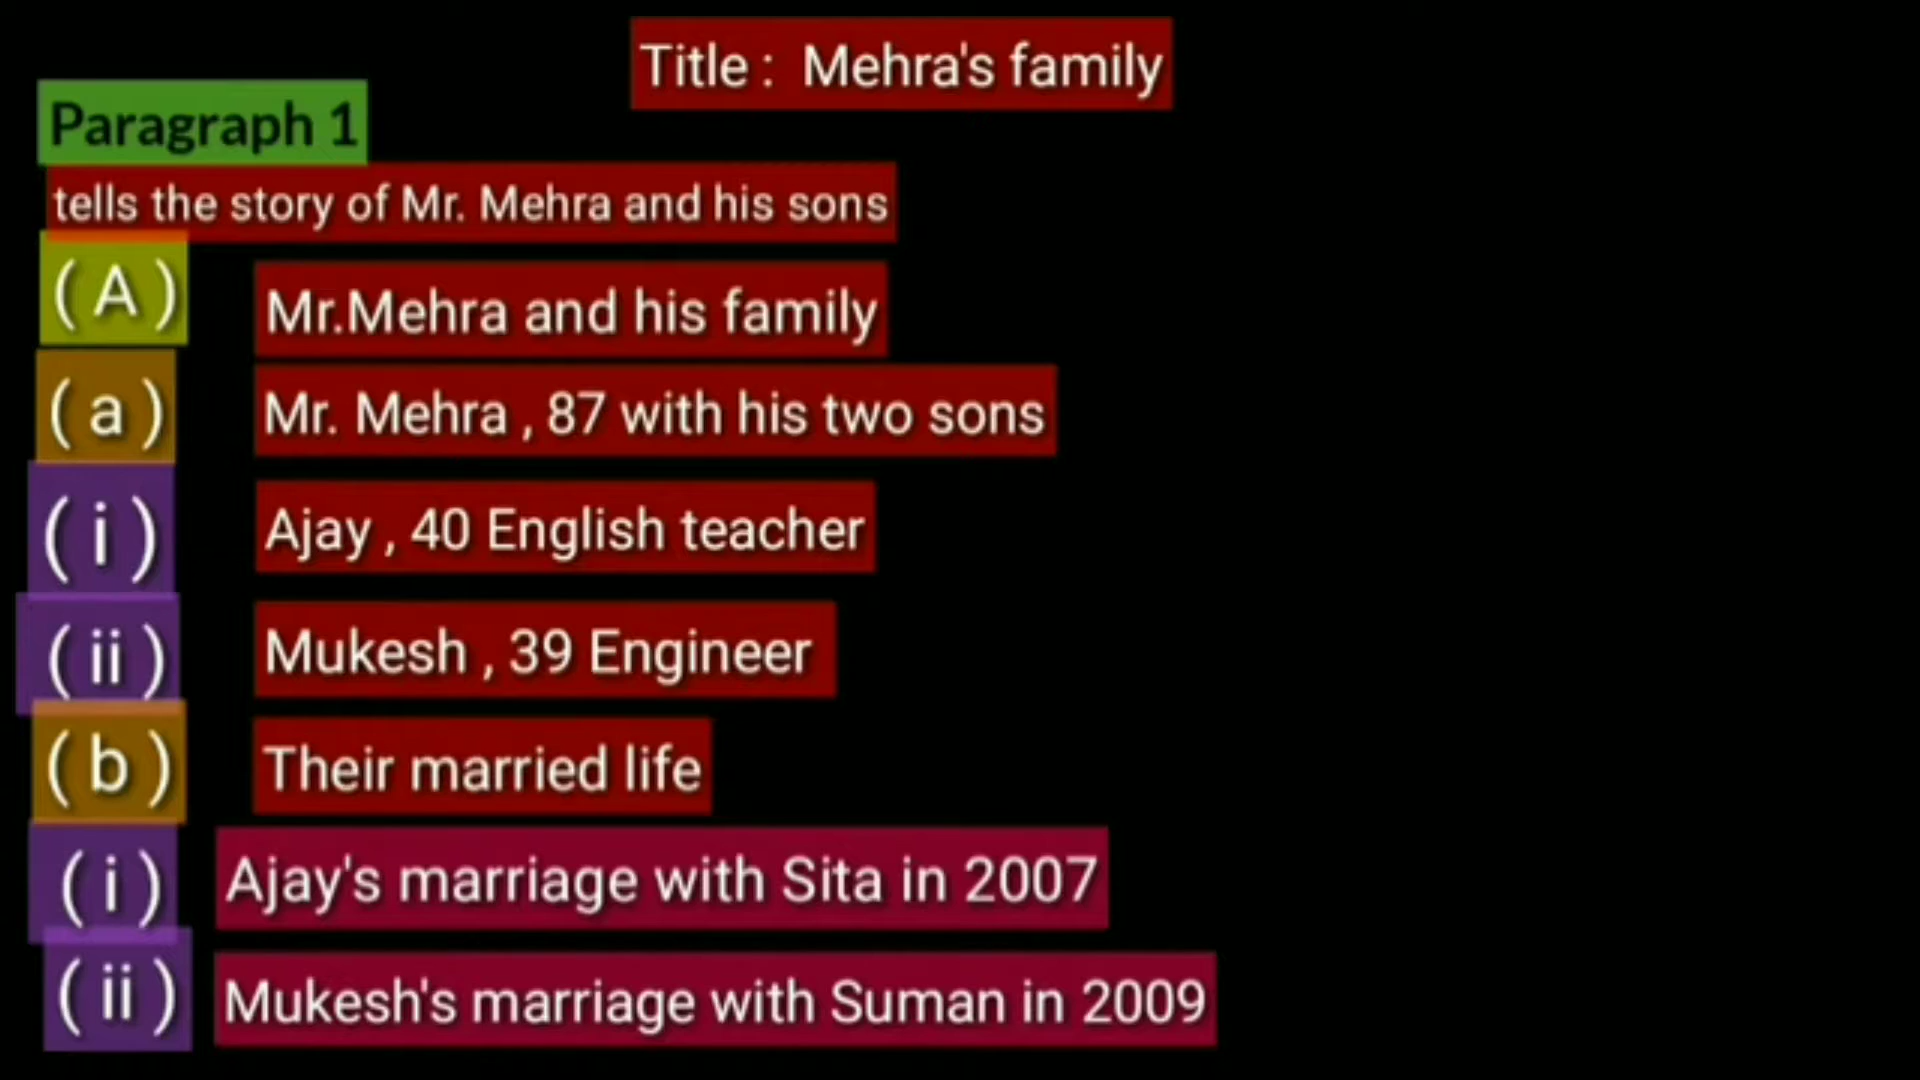 Title : Mehra's family
Paragraph 1
tells the story of Mr. Mehra and his sons
( A ) Mr.Mehra and his family
( a ) Mr. Mehra , 87 with his two sons
( i ) Ajay , 40 English teacher
( ii ) Mukesh , 39 Engineer
( b ) Their married life
( i ) Ajay's marriage with Sita in 2007
( ii ) Mukesh's marriage with Suman in 2009